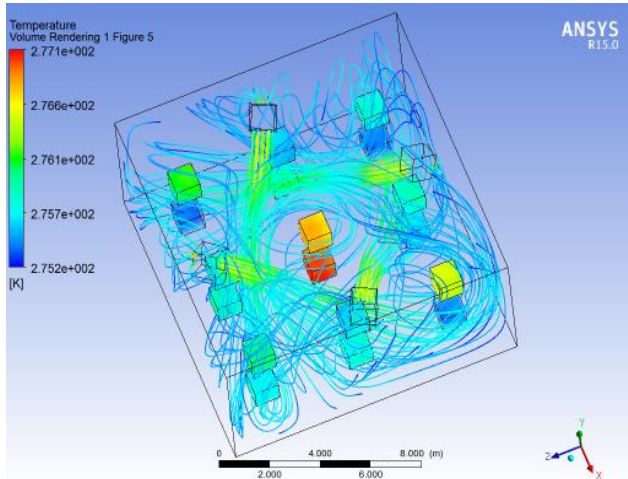 Temperature
Volume Rendering 1 Figure 5
2.771e+002
2.766e+002
2.761e+002
2.757e+002
2.752e+002
[K]
ANSYS
R15.0
0 4.000 8.000 (m)
2.000 6.000
Y
Z
X